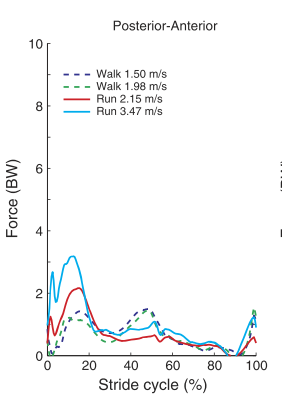 Posterior-Anterior
10
8
6
4
2
0
Force (BW)
Walk 1.50 m/s
Walk 1.98 m/s
Run 2.15 m/s
Run 3.47 m/s
0 20 40 60 80 100
Stride cycle (%)